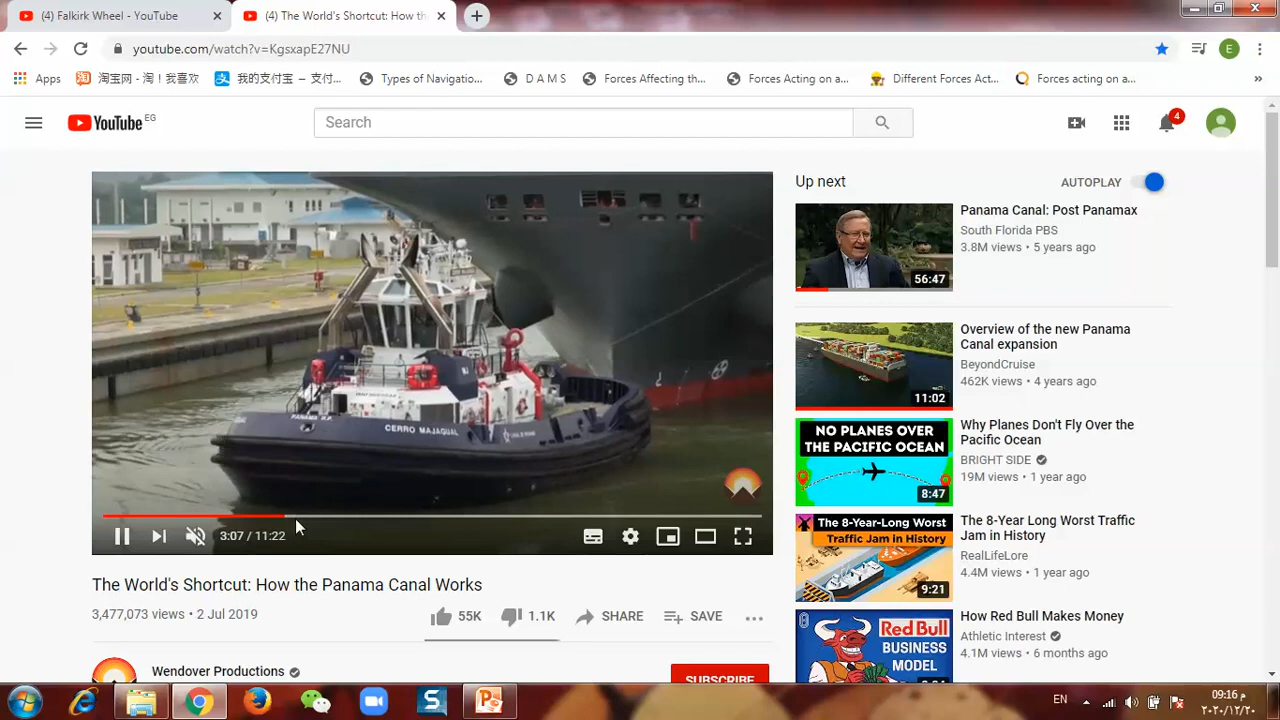 (4) Falkirk Wheel - YouTube
(4) The World's Shortcut: How the
youtube.com/watch?v=KgsxapE27NU
E
Apps
淘宝网 - 淘！我喜欢
我的支付宝 – 支付...
Types of Navigatio...
D A M S
Forces Affecting th...
Forces Acting on a...
Different Forces Act...
Forces acting on a...
YouTube EG
Search
4
CERRO MAJAGUAL
3:07 / 11:22
The World's Shortcut: How the Panama Canal Works
3,477,073 views • 2 Jul 2019
55K
1.1K
SHARE
SAVE
Wendover Productions
SUBSCRIBE
Up next
AUTOPLAY
56:47
Panama Canal: Post Panamax
South Florida PBS
3.8M views • 5 years ago
11:02
Overview of the new Panama
Canal expansion
BeyondCruise
462K views • 4 years ago
NO PLANES OVER
THE PACIFIC OCEAN
8:47
Why Planes Don't Fly Over the
Pacific Ocean
BRIGHT SIDE
19M views • 1 year ago
The 8-Year-Long Worst
Traffic Jam in History
9:21
The 8-Year Long Worst Traffic
Jam in History
RealLifeLore
4.4M views • 1 year ago
Red Bull
BUSINESS
MODEL
How Red Bull Makes Money
Athletic Interest
4.1M views • 6 months ago
EN
09:16 م
٢٠٢٠/١٢/٢٠